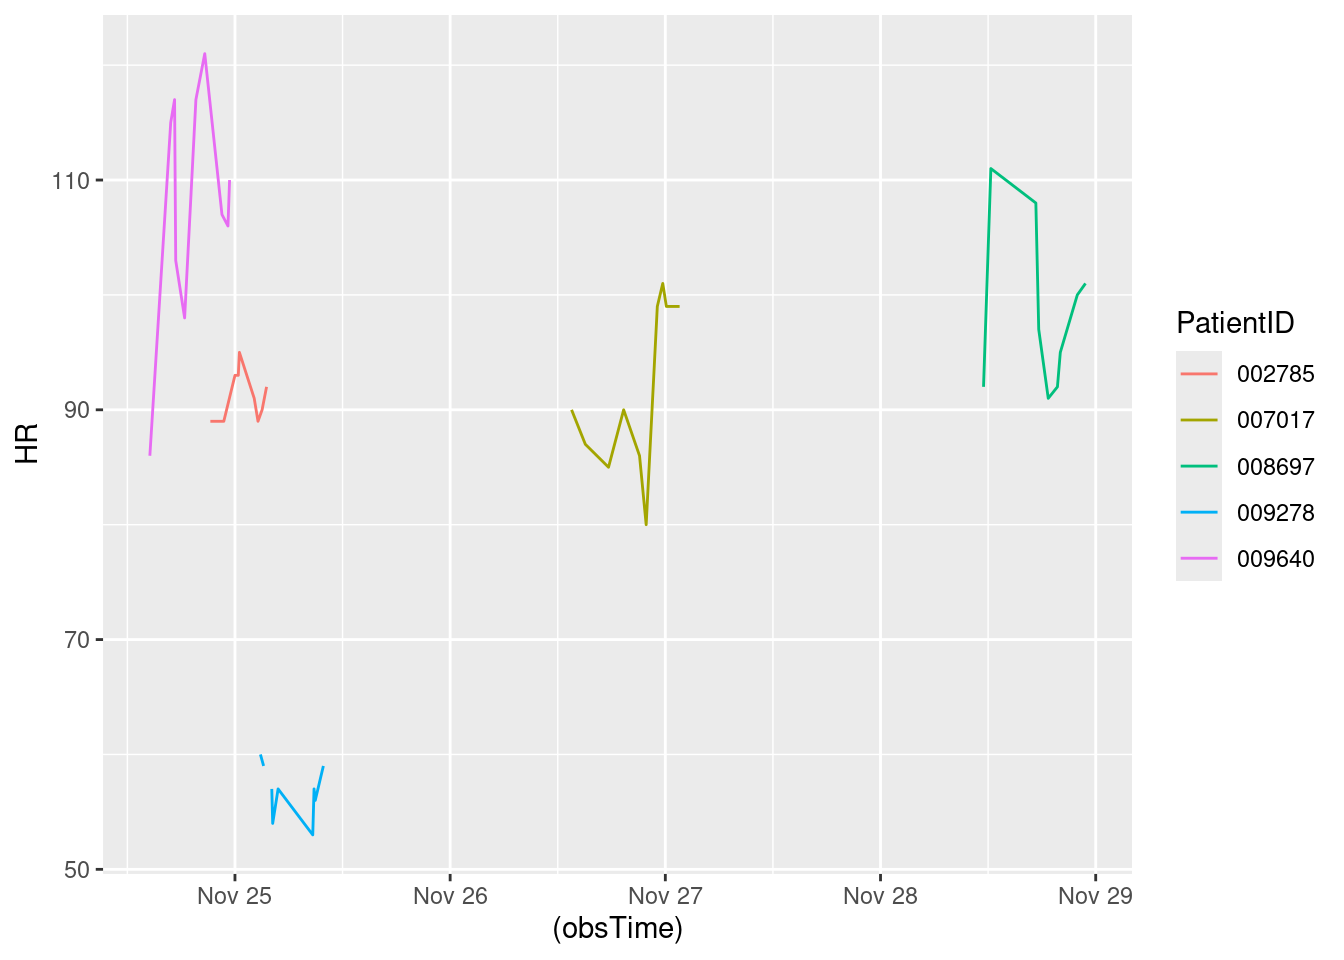 110
90
70
50
HR
Nov 25
Nov 26
Nov 27
Nov 28
Nov 29
(obsTime)
PatientID
002785
007017
008697
009278
009640